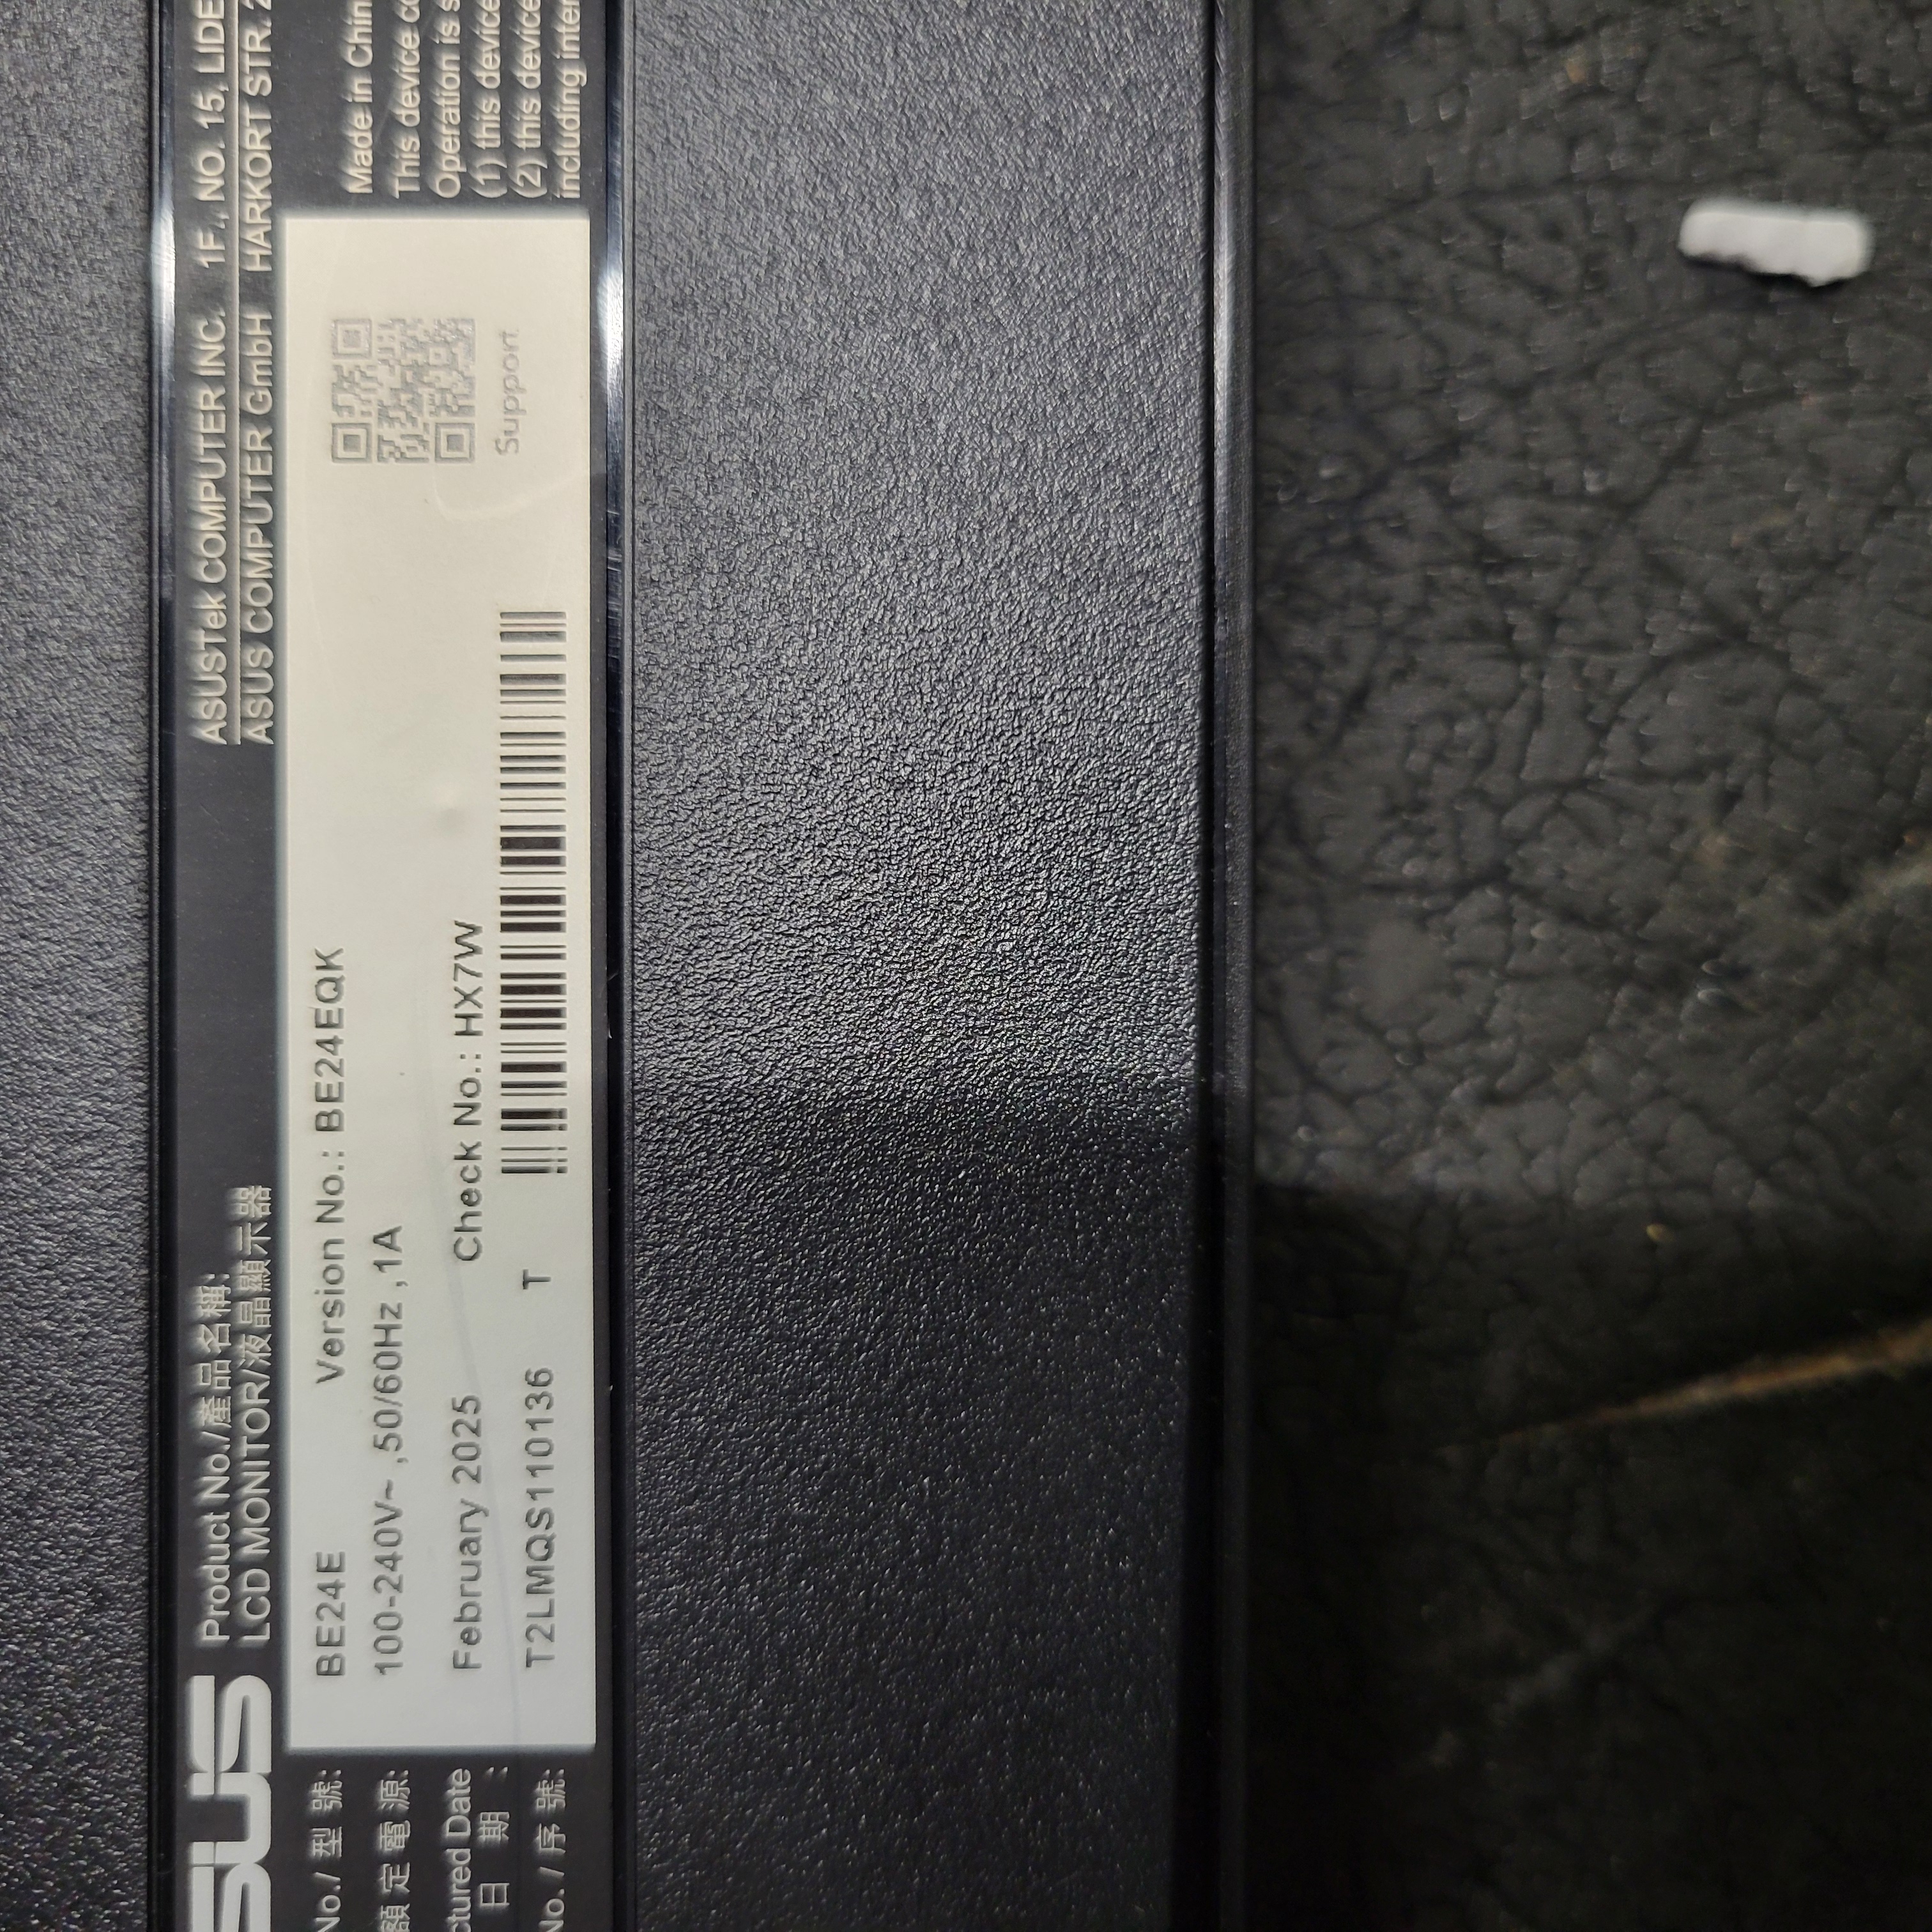 SUS
Product No./產品名稱:
LCD MONITOR/液晶顯示器
ASUSTek COMPUTER INC. 1F., NO. 15, LIDE
ASUS COMPUTER GmbH HARKORT STR. 2
No./ 型 號:
BE24E Version No.: BE24EQK
額 定 電 源:
100-240V~ ,50/60Hz ,1A
ctured Date
日 期 :
February 2025 Check No.: HX7W
No. / 序 號:
T2LMQS110136 T
Support
Made in Chin
This device co
Operation is s
(1) this device
(2) this device
including inter